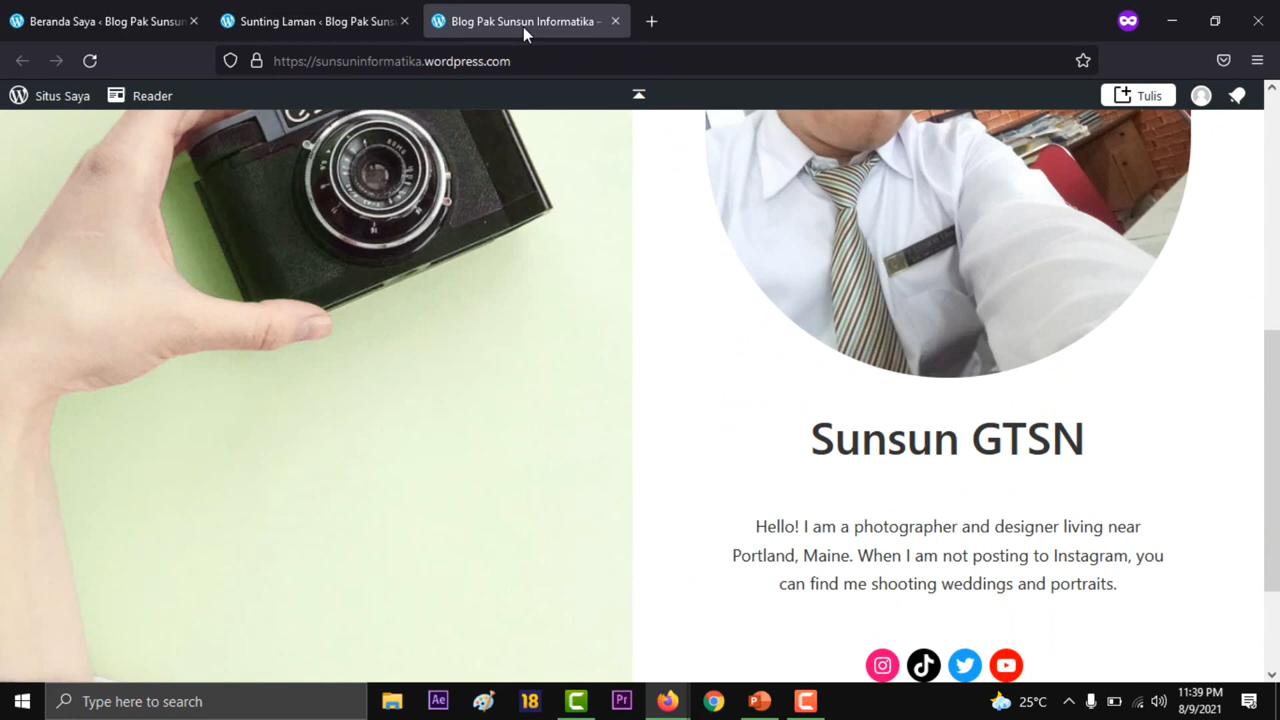 Beranda Saya ‹ Blog Pak Sunsun
Sunting Laman ‹ Blog Pak Suns
Blog Pak Sunsun Informatika –
https://sunsuninformatika.wordpress.com
Situs Saya
Reader
Tulis
Sunsun GTSN
Hello! I am a photographer and designer living near
Portland, Maine. When I am not posting to Instagram, you
can find me shooting weddings and portraits.
Type here to search
Ae
18
Pr
25°C
11:39 PM
8/9/2021